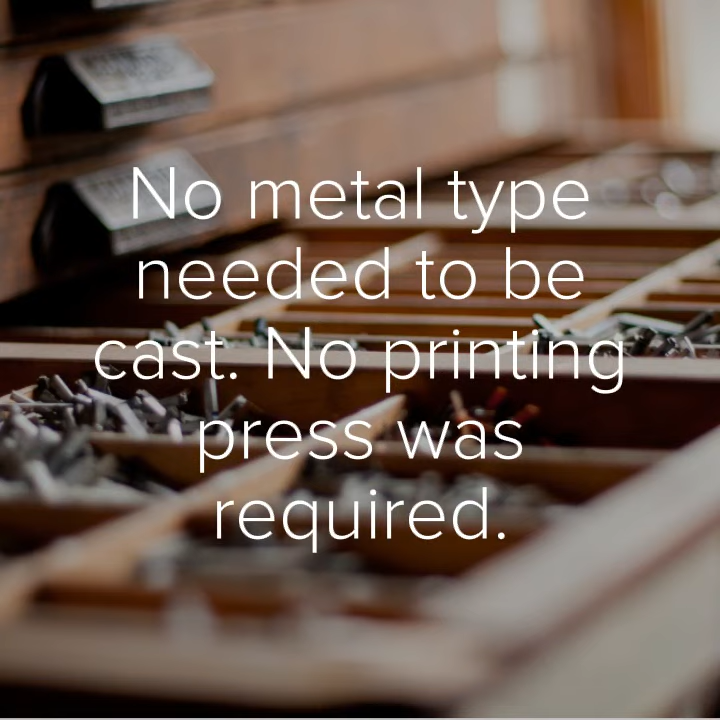 No metal type
needed to be
cast. No printing
press was
required.